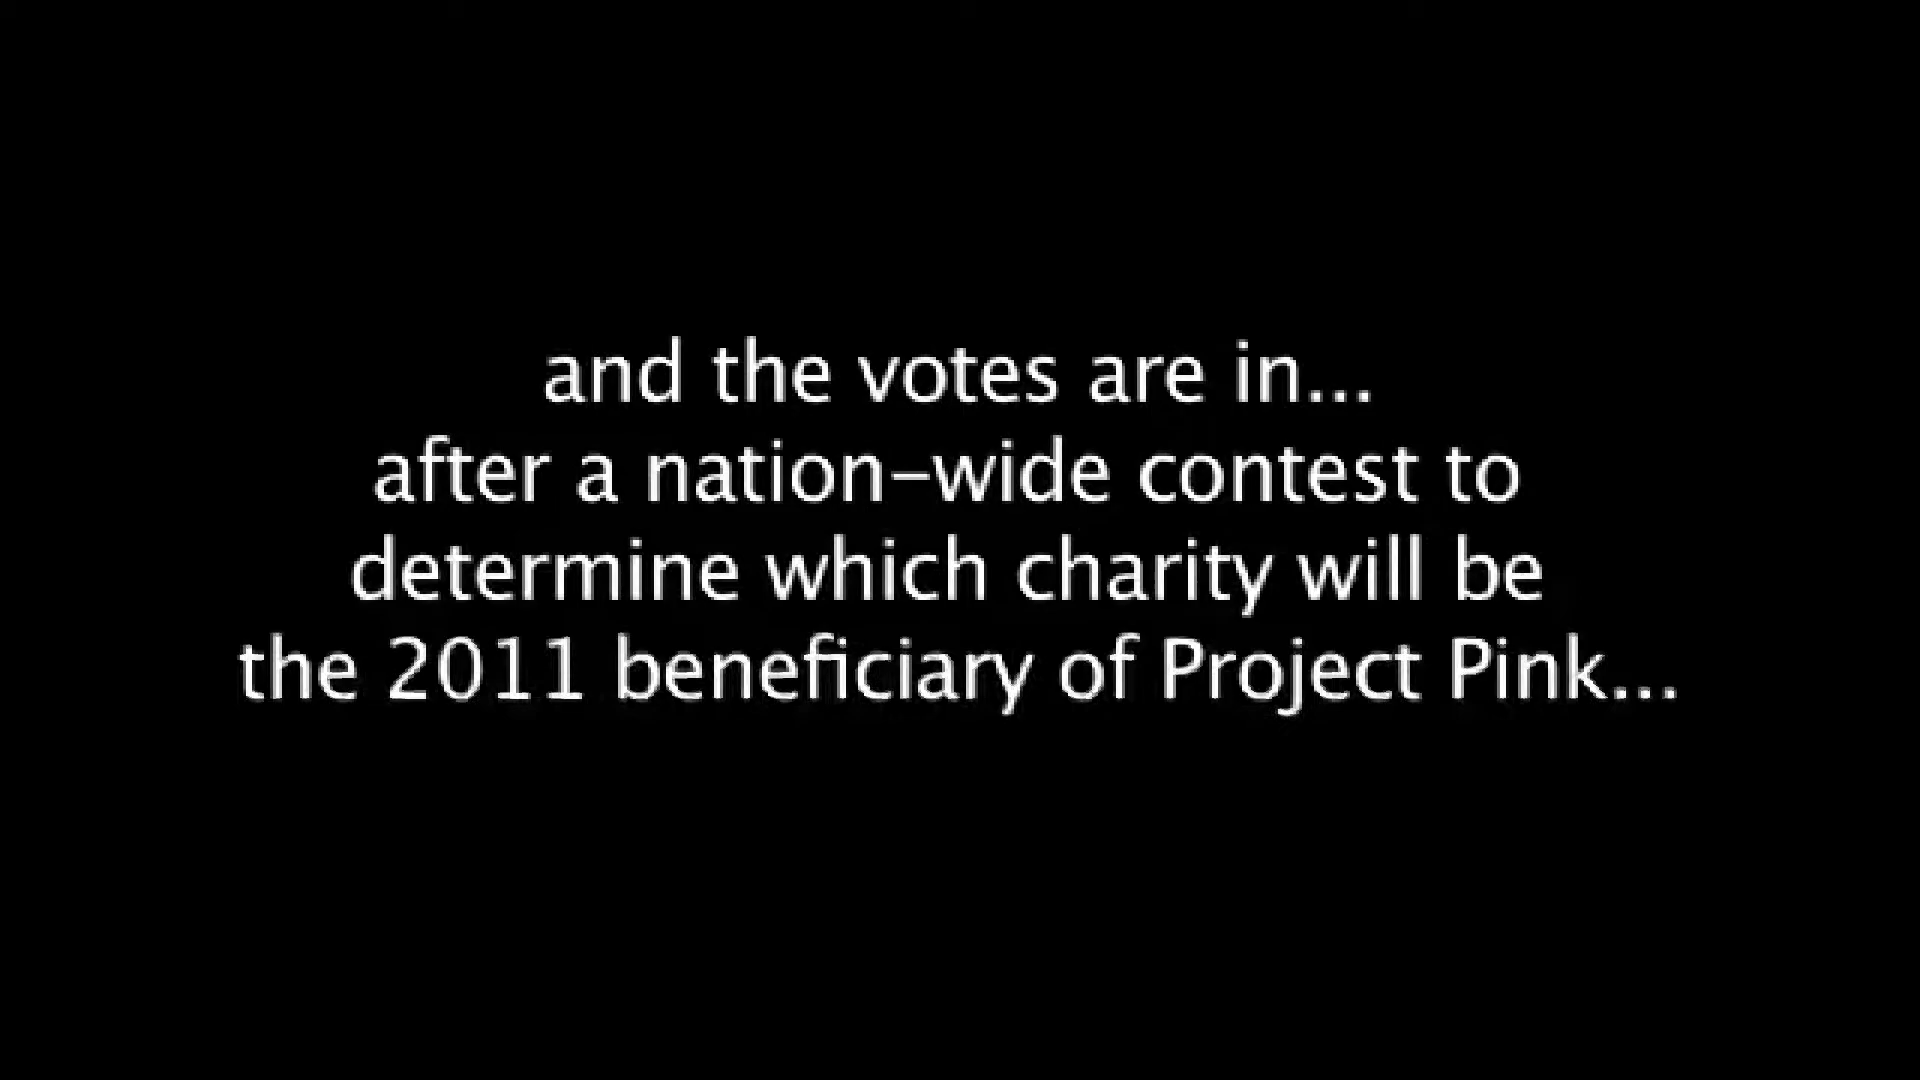 and the votes are in...
after a nation-wide contest to
determine which charity will be
the 2011 beneficiary of Project Pink...